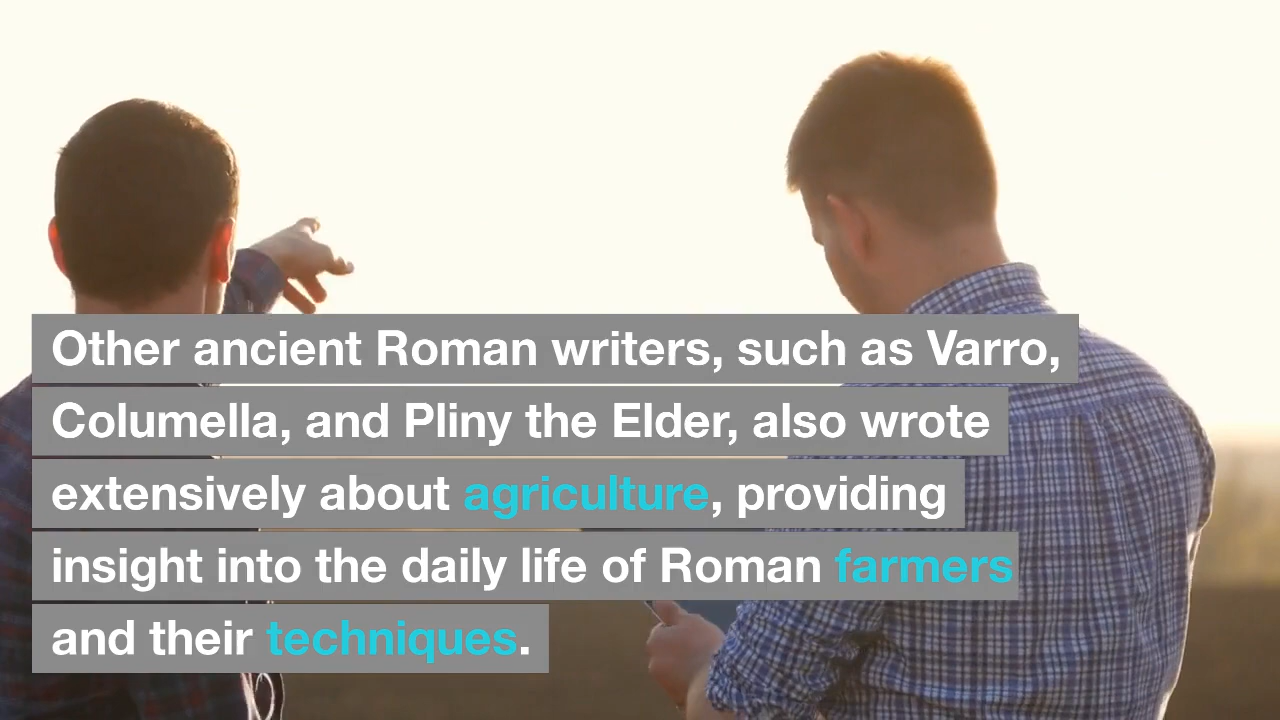 Other ancient Roman writers, such as Varro,
Columella, and Pliny the Elder, also wrote
extensively about agriculture, providing
insight into the daily life of Roman farmers
and their techniques.